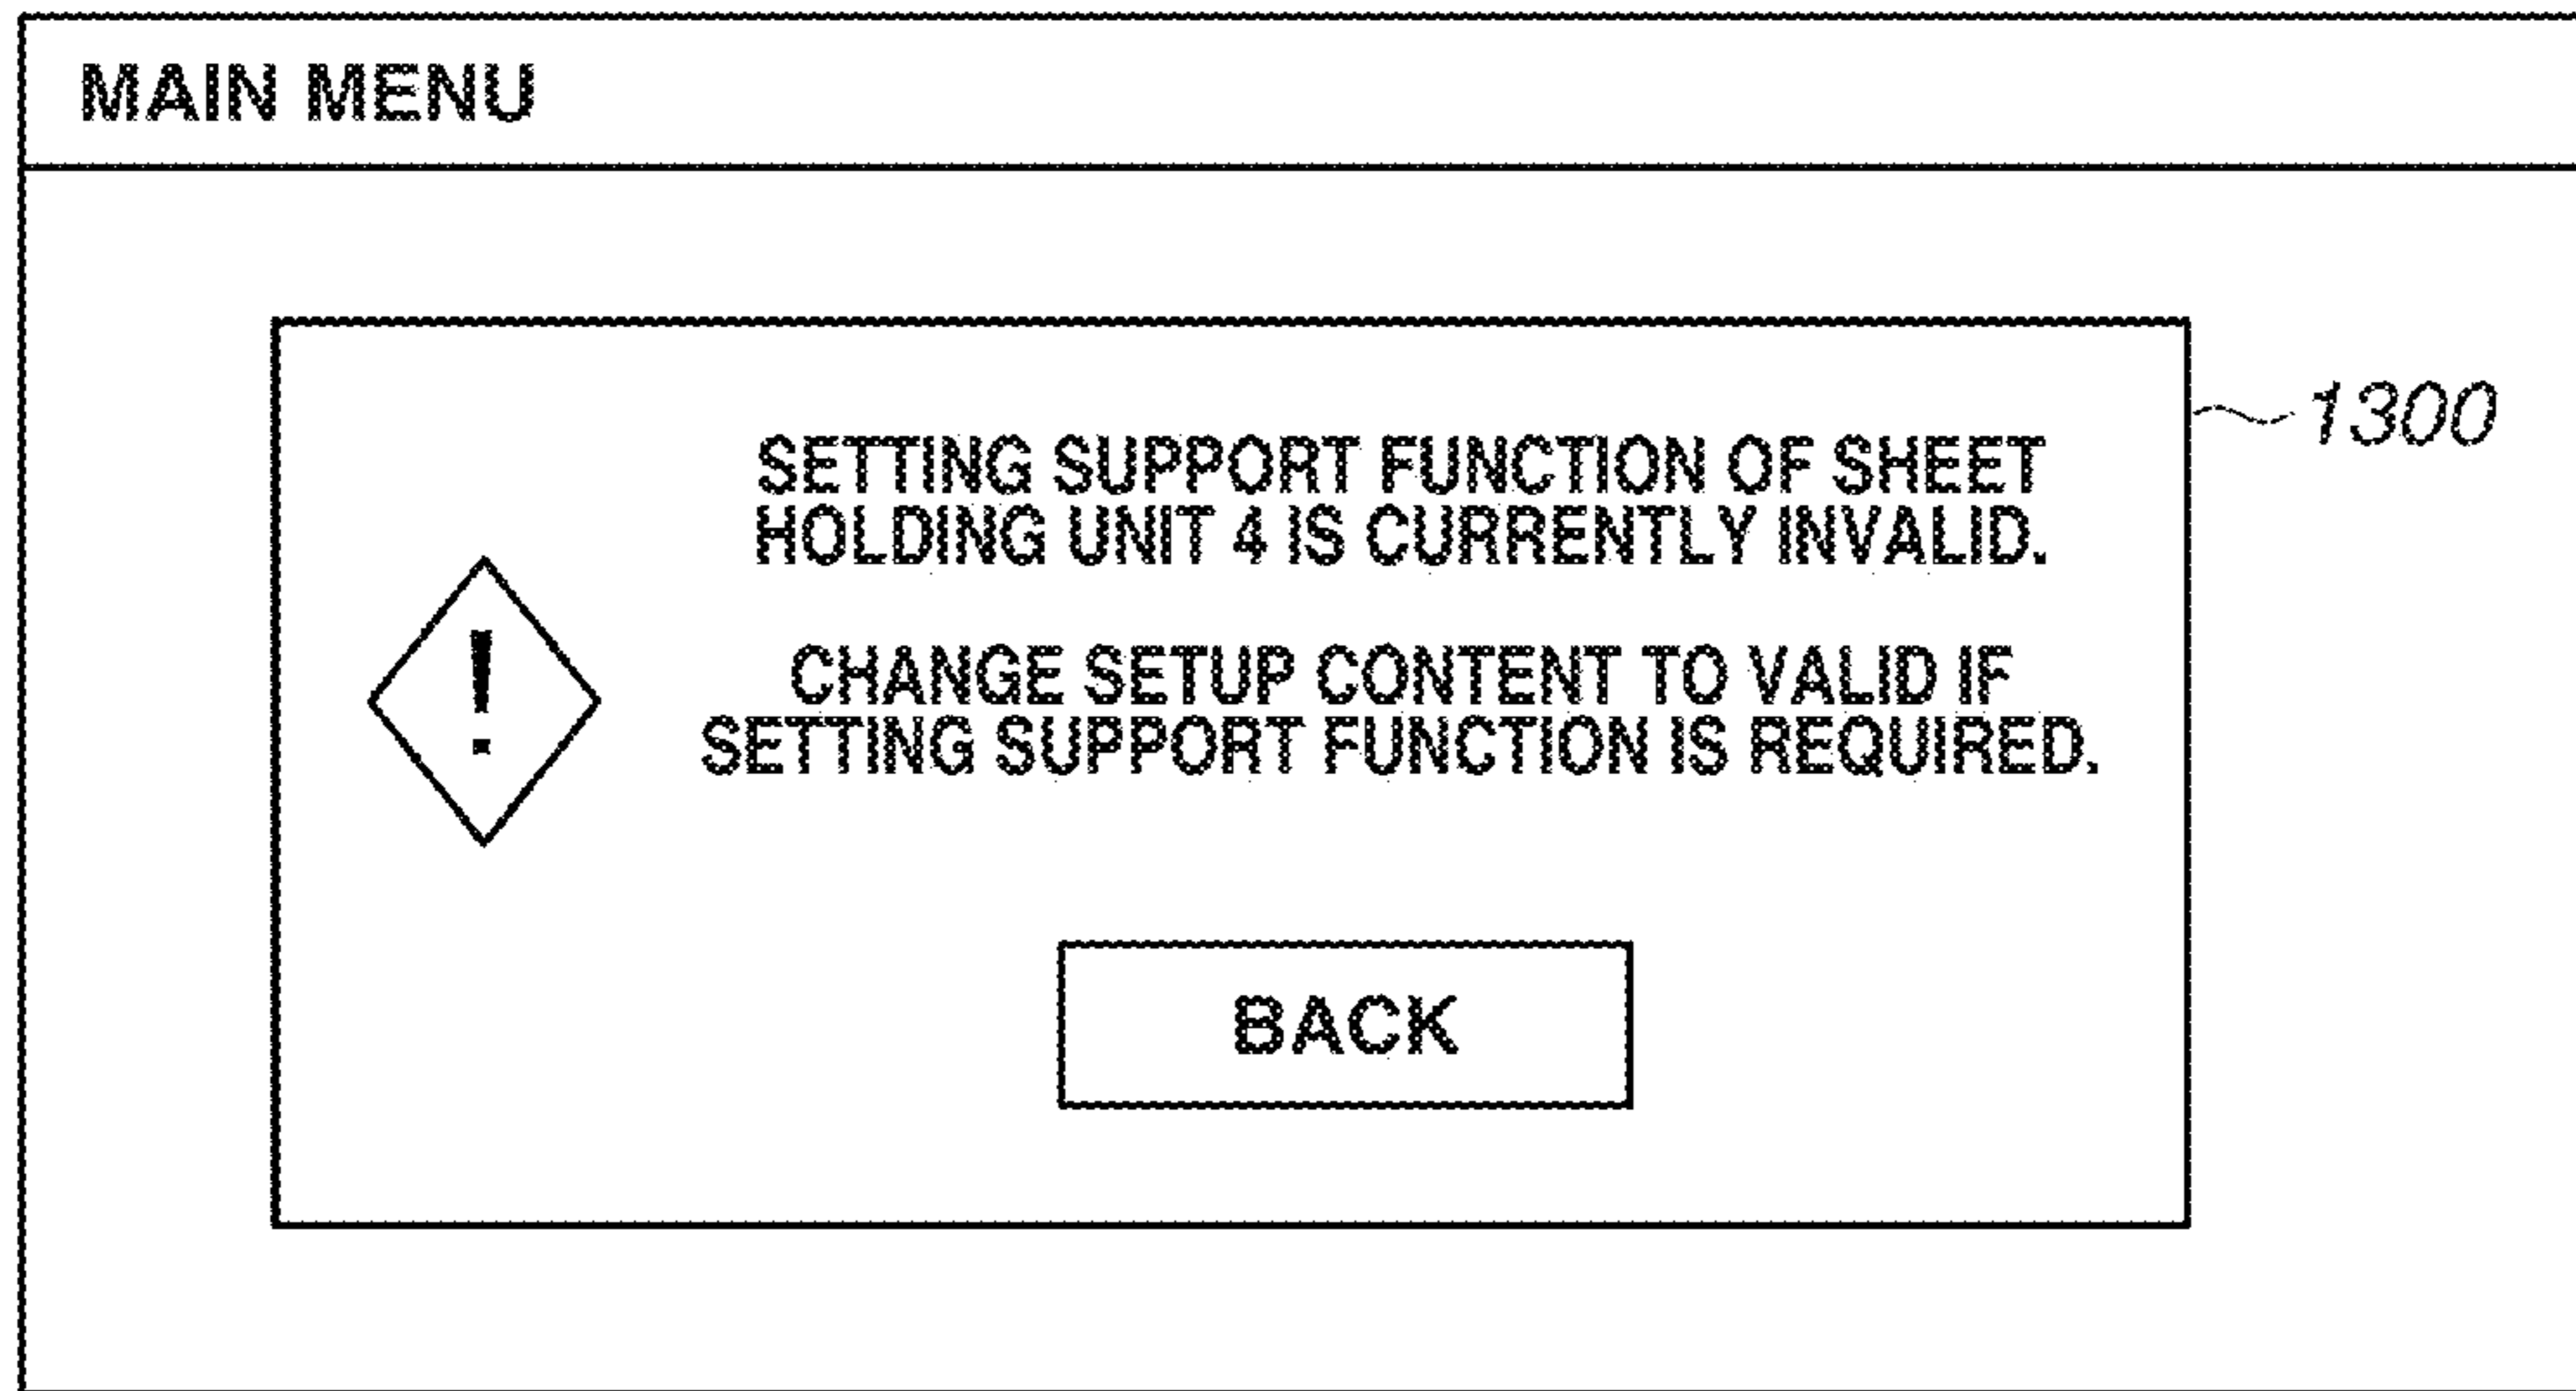 MAIN MENU
1300
SETTING SUPPORT FUNCTION OF SHEET
HOLDING UNIT 4 IS CURRENTLY INVALID.
!
CHANGE SETUP CONTENT TO VALID IF
SETTING SUPPORT FUNCTION IS REQUIRED.
BACK